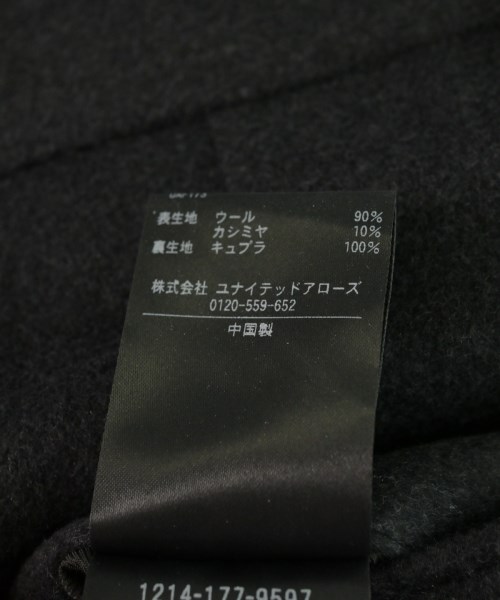 表生地 ウール 90%
カシミヤ 10%
裏生地 キュプラ 100%
株式会社 ユナイテッドアローズ
0120-559-652
中国製
1214-177-9597